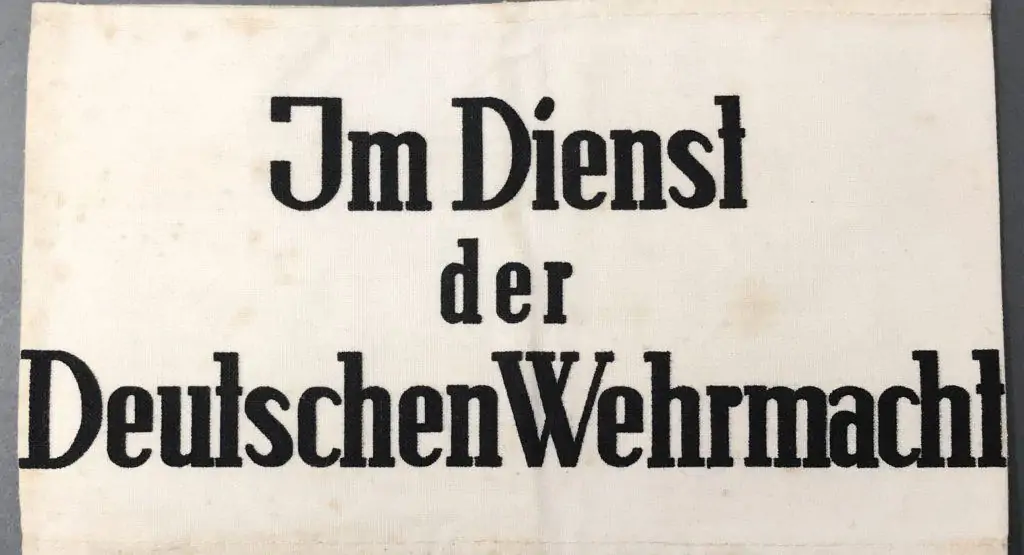 Im Dienst
der
Deutschen Wehrmacht